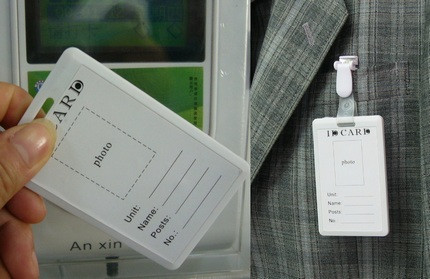 ID CARD
photo
Unit:
Name:
Posts:
No.:
An xin
ID CARD
photo
Unit:
Name:
Posts:
No.: